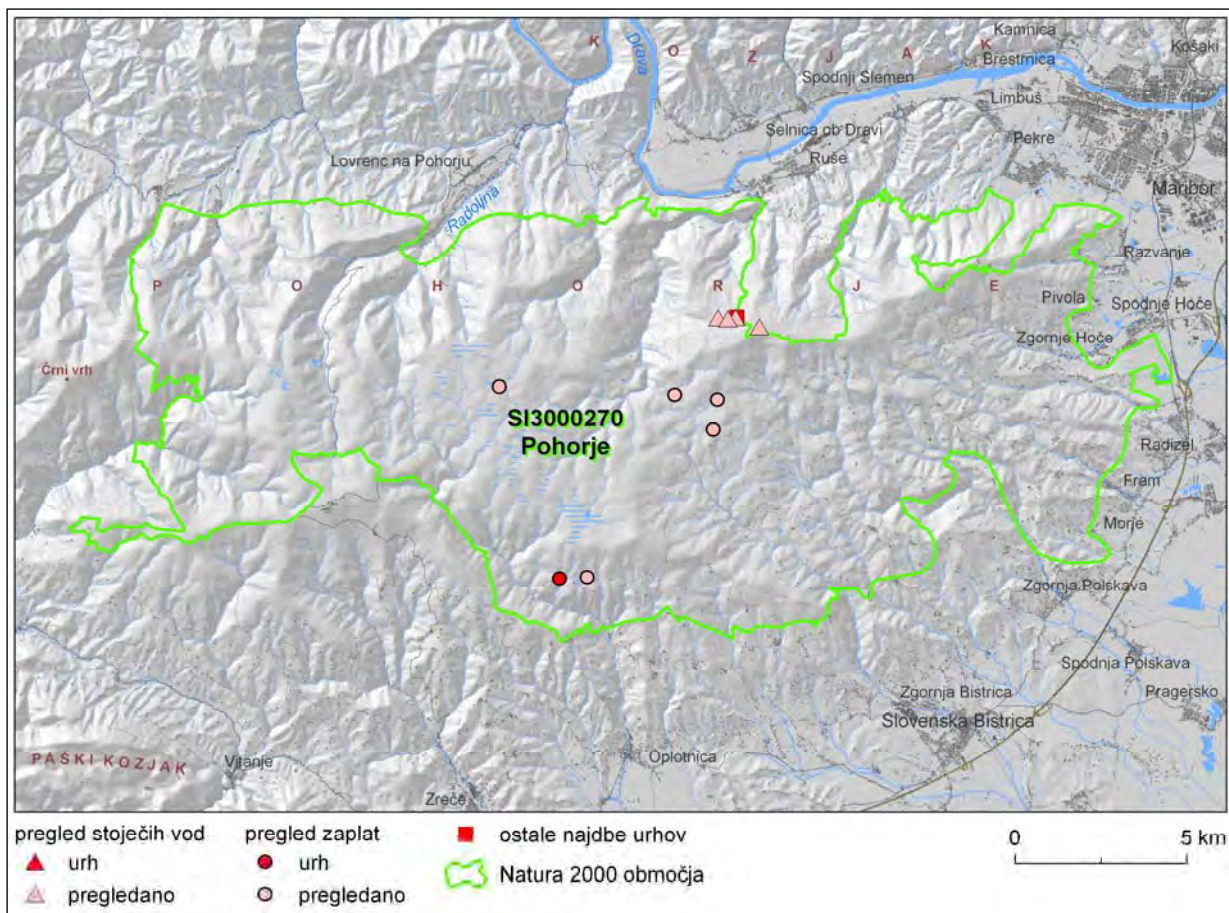 Kamnica
Košaki
K O Z J A K
Drava
Brestrnica
Spodnji Slemen
Limbuš
Selnica ob Dravi
Pekre
Lovrenc na Pohorju
Ruše
Maribor
Radoljna
Razvanje
P O H O R J E
Pivola
Spodnje Hoče
Zgornje Hoče
Črni vrh
SI3000270
Pohorje
Radizel
Fram
Morje
Zgornja Polskava
Spodnja Polskava
Zgornja Bistrica
Pragersko
Slovenska Bistrica
PAŠKI KOZJAK
Vitanje
Oplotnica
Zreče
pregled stoječih vod
urh
pregledano
pregled zaplat
urh
pregledano
ostale najdbe urhov
Natura 2000 območja
0 5 km